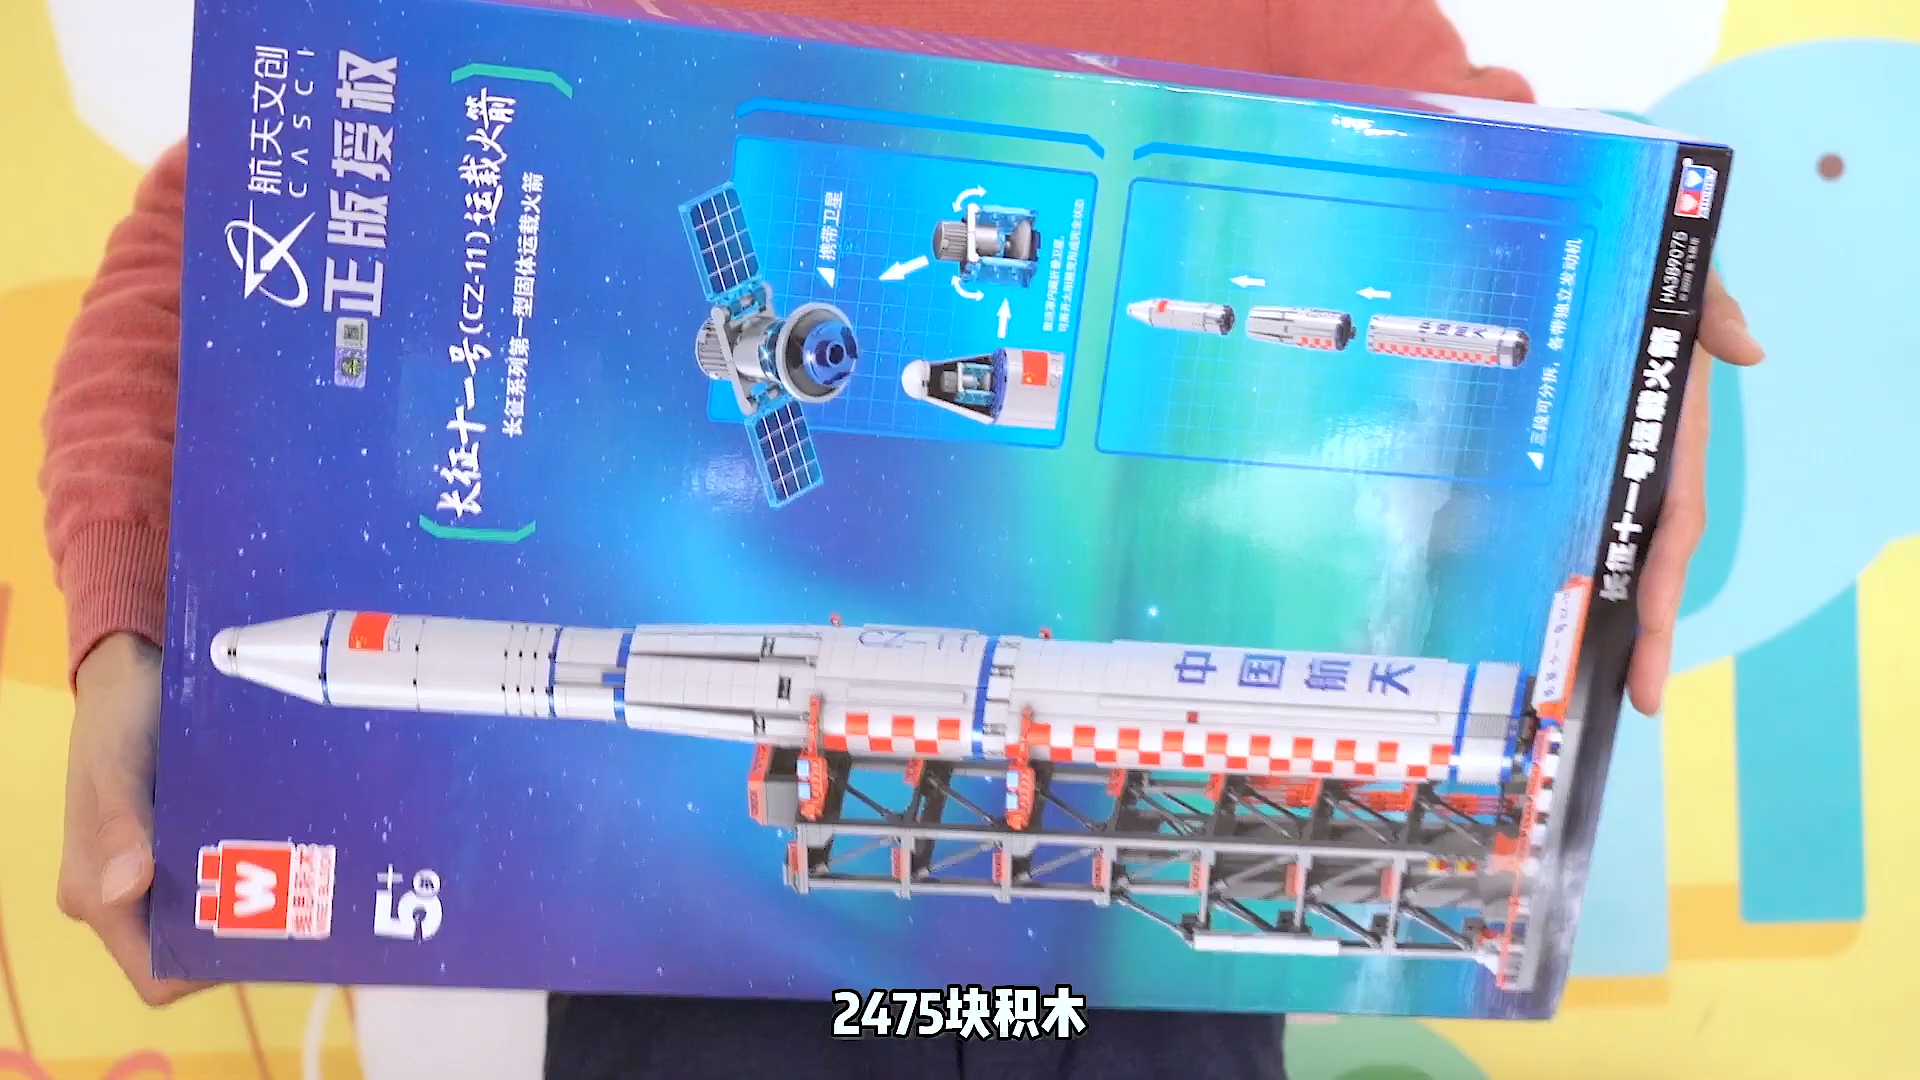 航天文创
CASCI
正版授权
长征十一号(CZ-11)运载火箭
长征系列第一型固体运载火箭
携带卫星
三段可分拆，各带独立发动机
中国航天
AULDEY
HA389076
长征十一号运载火箭
W
5+
2475块积木